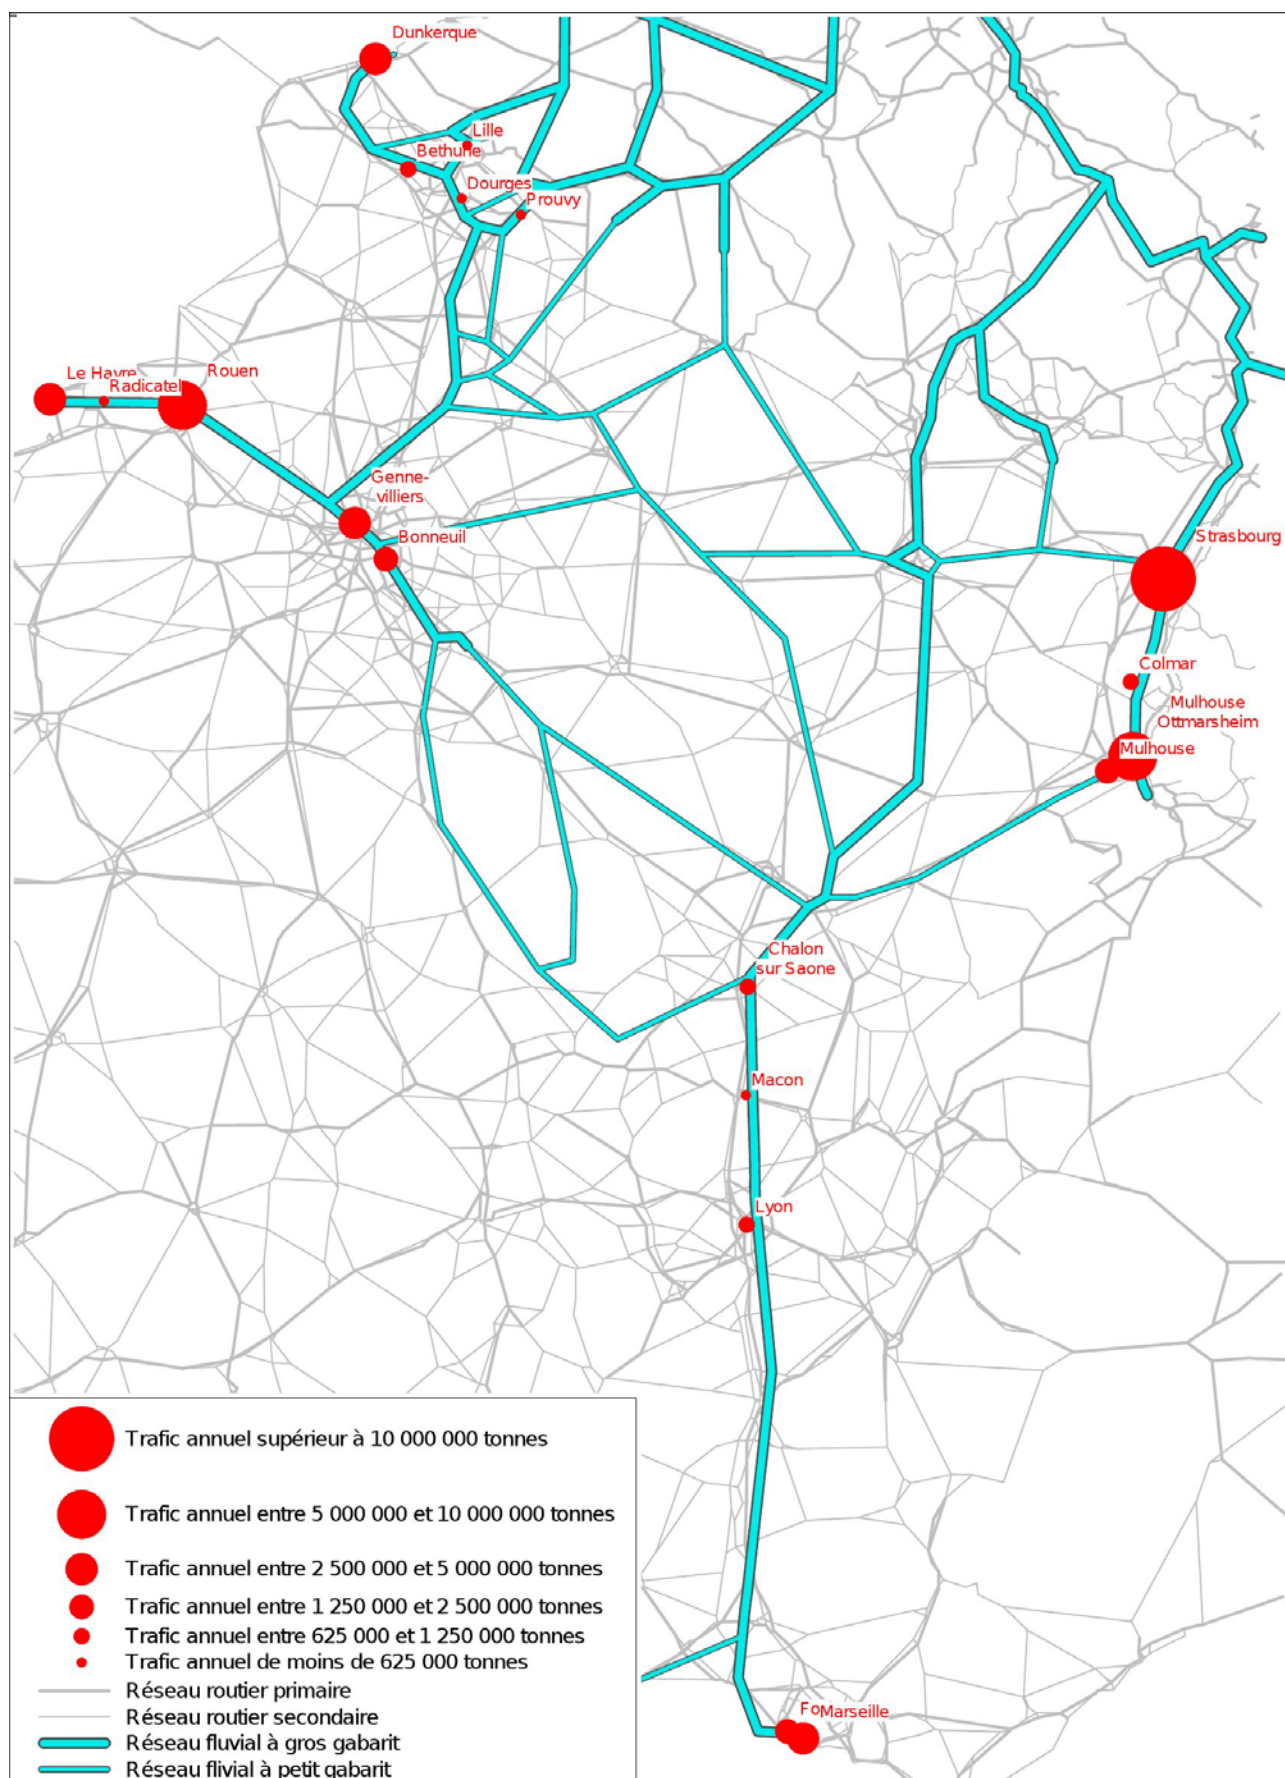 Dunkerque
Lille
Bethune
Dourges
Prouvy
Le Havre
Radicatel
Rouen
Genne-
villiers
Bonneuil
Strasbourg
Colmar
Mulhouse
Ottmarsheim
Mulhouse
Chalon
sur Saone
Macon
Lyon
Marseille
Trafic annuel supérieur à 10 000 000 tonnes
Trafic annuel entre 5 000 000 et 10 000 000 tonnes
Trafic annuel entre 2 500 000 et 5 000 000 tonnes
Trafic annuel entre 1 250 000 et 2 500 000 tonnes
Trafic annuel entre 625 000 et 1 250 000 tonnes
Trafic annuel de moins de 625 000 tonnes
Réseau routier primaire
Réseau routier secondaire
Réseau fluvial à gros gabarit
Réseau flivial à petit gabarit